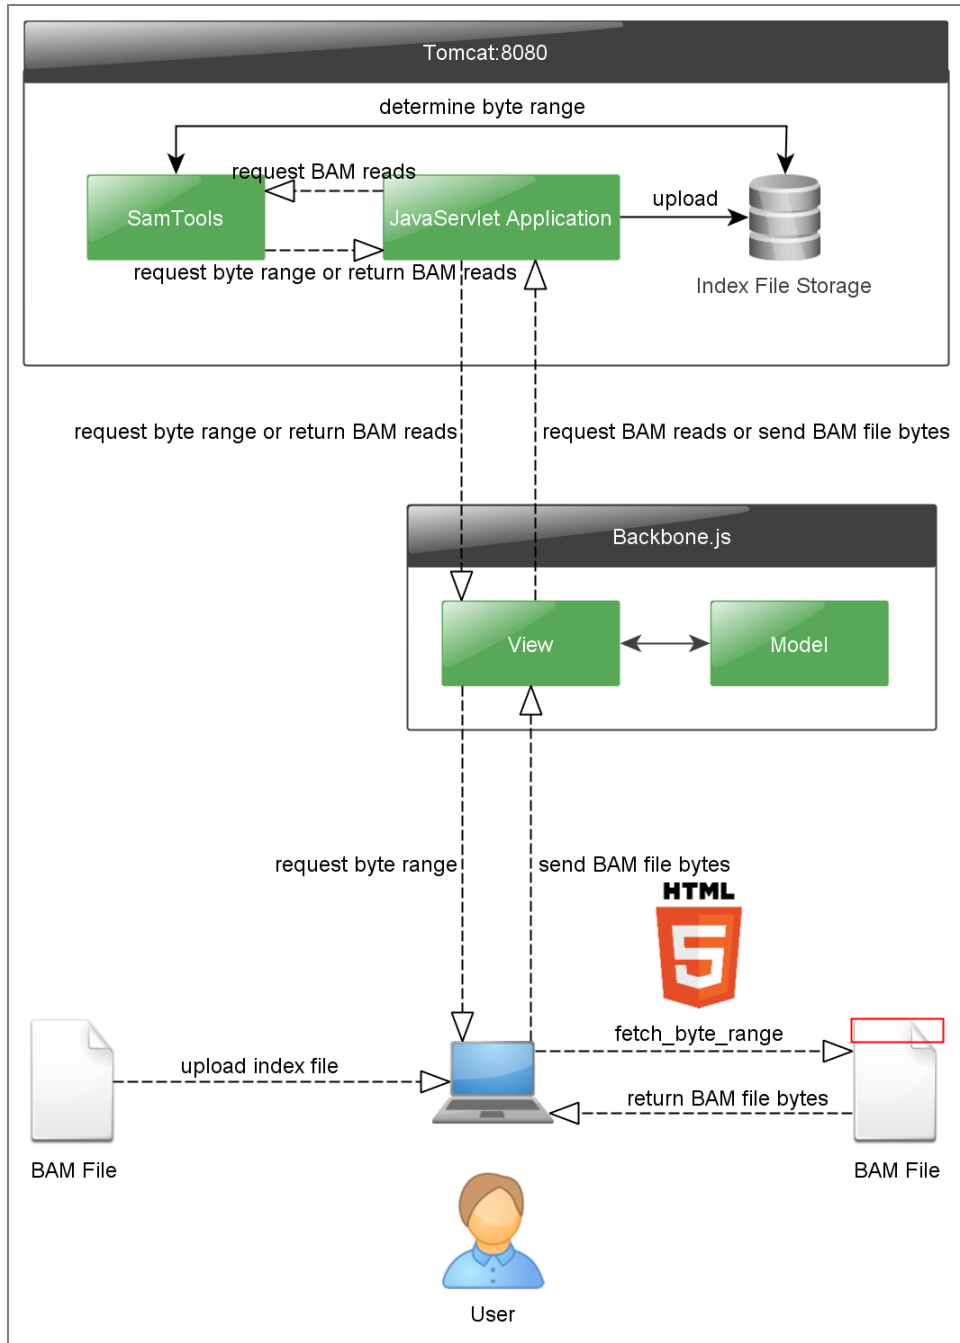 Tomcat:8080
determine byte range
request BAM reads
SamTools
JavaServlet Application
upload
request byte range or return BAM reads
Index File Storage
request byte range or return BAM reads
request BAM reads or send BAM file bytes
Backbone.js
View
Model
request byte range
send BAM file bytes
HTML
5
fetch_byte_range
upload index file
return BAM file bytes
BAM File
BAM File
User